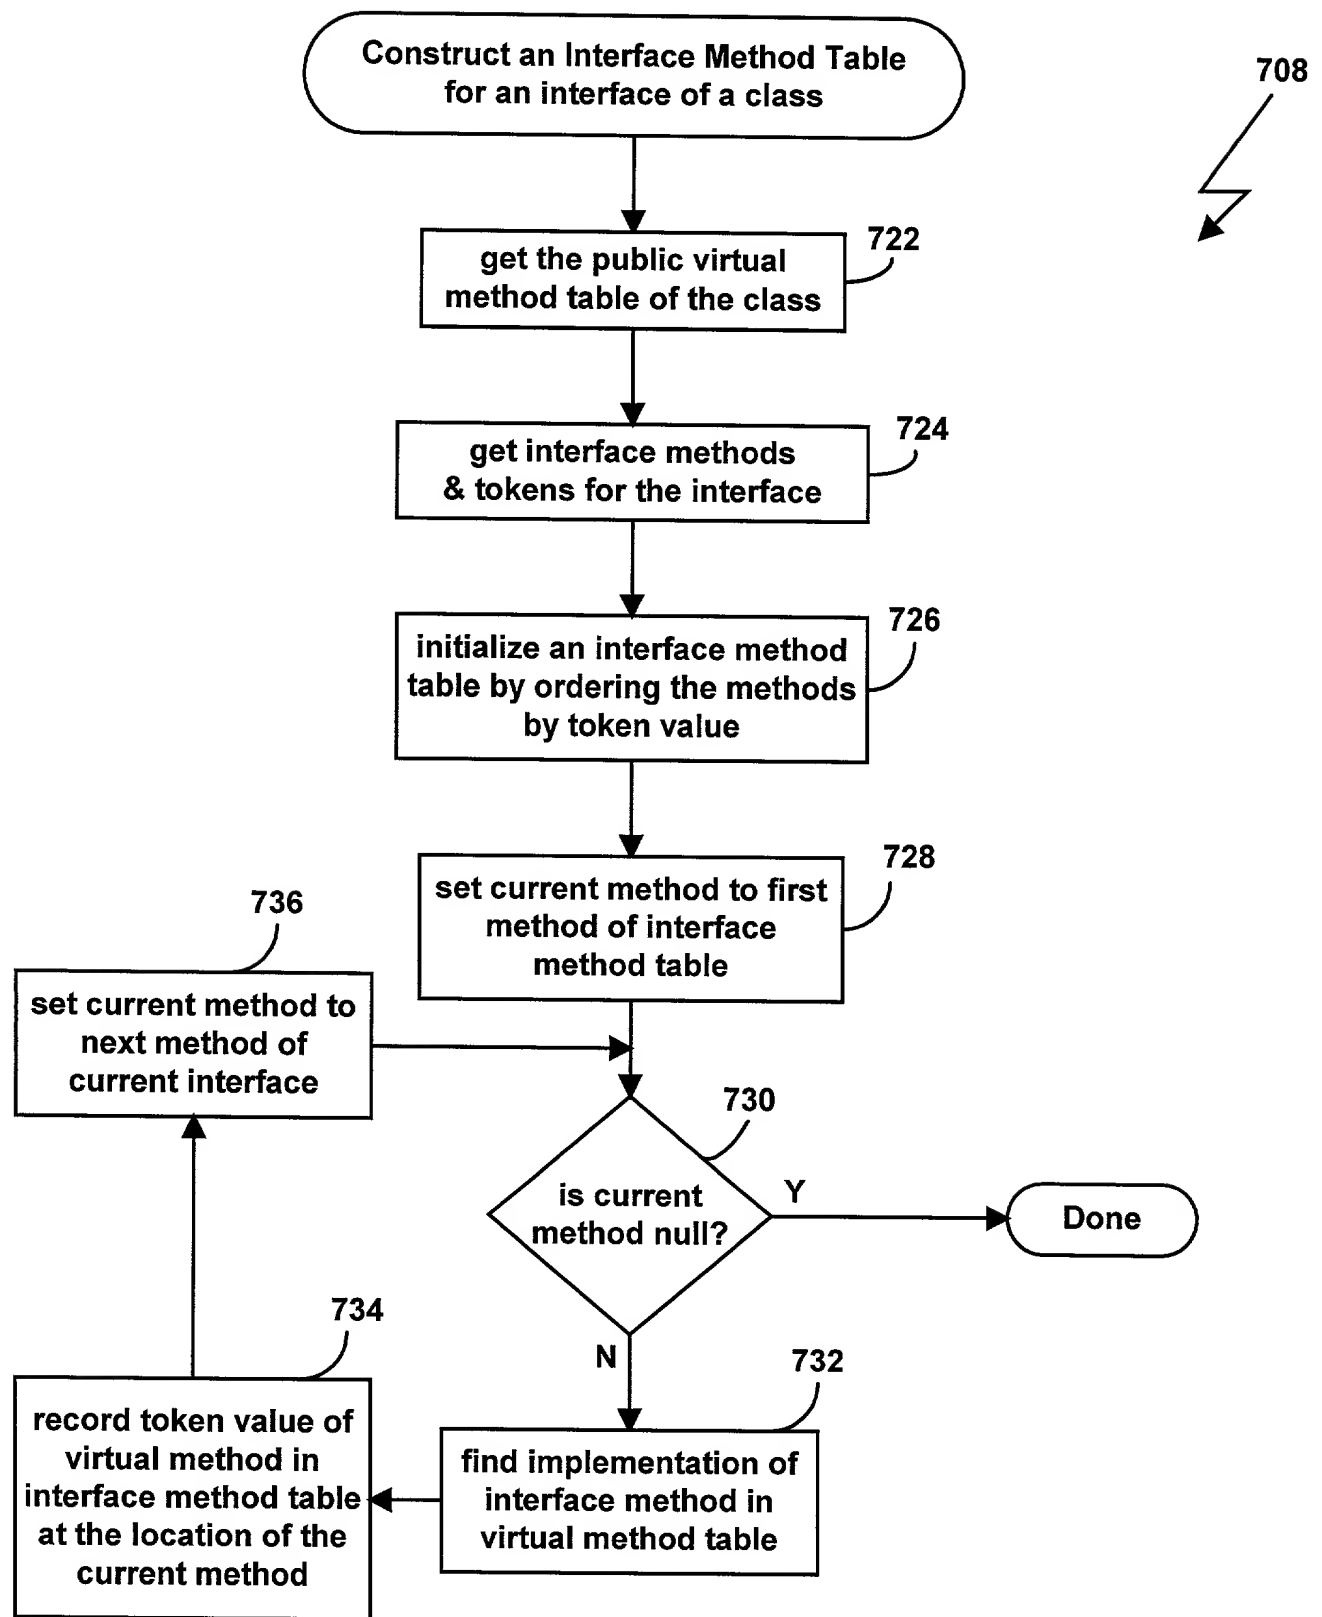 Construct an Interface Method Table
for an interface of a class
708
722
get the public virtual
method table of the class
724
get interface methods
& tokens for the interface
726
initialize an interface method
table by ordering the methods
by token value
728
set current method to first
method of interface
method table
736
set current method to
next method of
current interface
730
is current
method null?
Y
Done
N
732
find implementation of
interface method in
virtual method table
734
record token value of
virtual method in
interface method table
at the location of the
current method